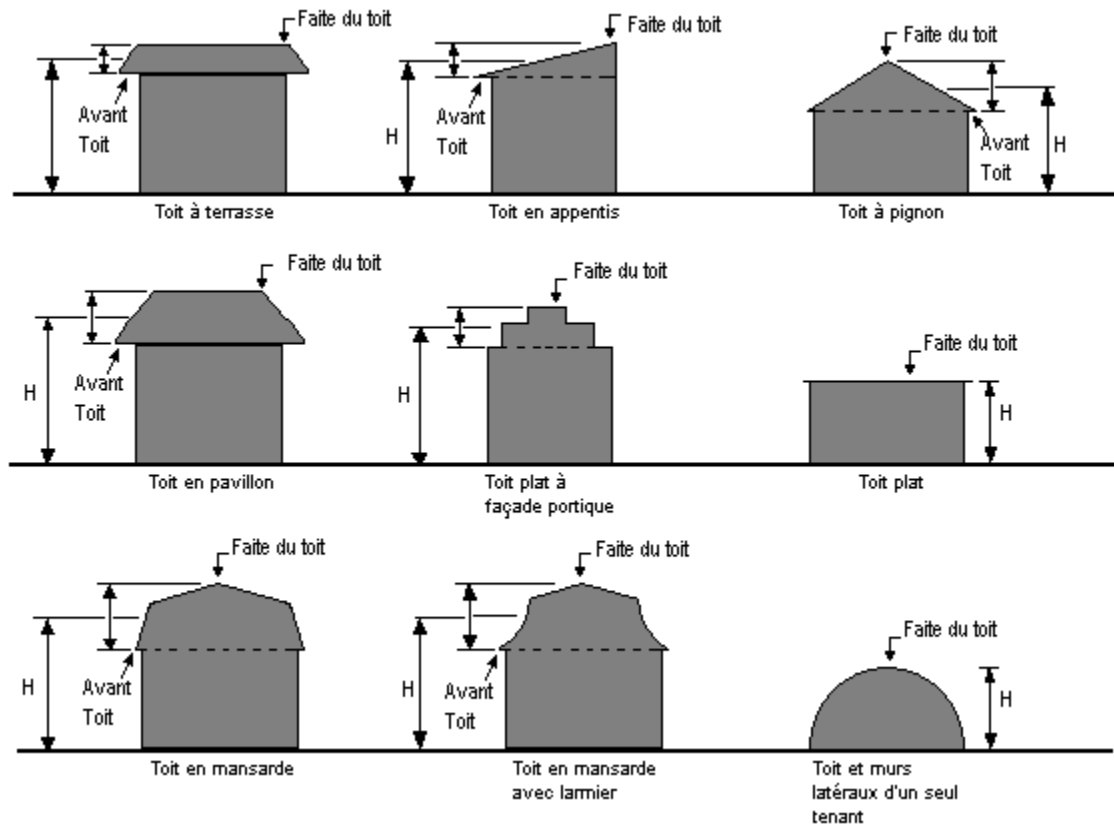 Faite du toit
Avant
Toit
Toit à terrasse
Faite du toit
Avant
Toit
H
Toit en appentis
Faite du toit
Avant
Toit
H
Toit à pignon
Faite du toit
Avant
Toit
H
Toit en pavillon
Faite du toit
H
Toit plat à
façade portique
Faite du toit
H
Toit plat
Faite du toit
H
Avant
Toit
Toit en mansarde
Faite du toit
H
Avant
Toit
Toit en mansarde
avec larmier
Faite du toit
H
Toit et murs
latéraux d'un seul
tenant